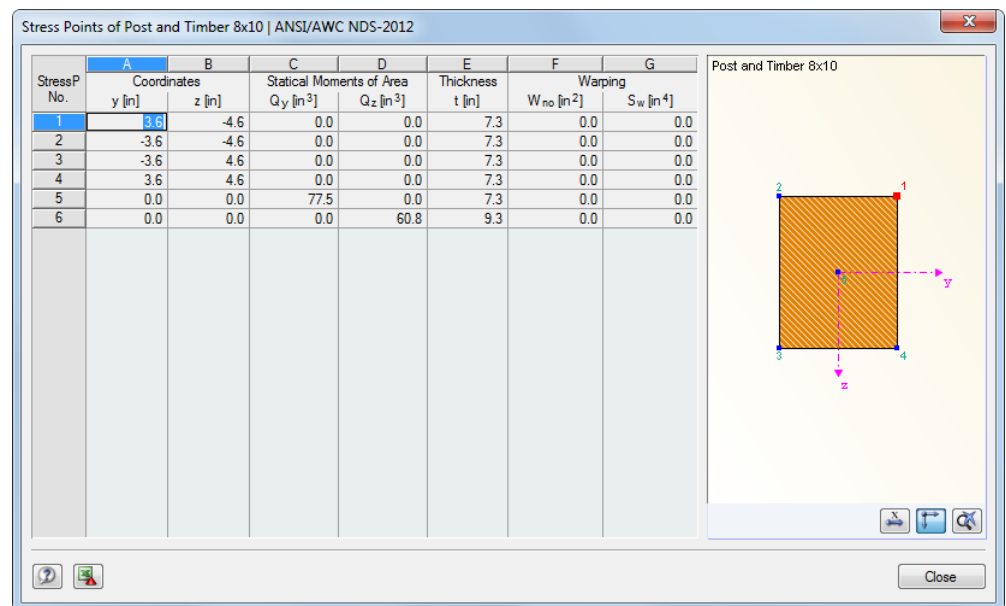 Stress Points of Post and Timber 8x10 | ANSI/AWC NDS-2012
A B C D E F G
StressP Coordinates Statical Moments of Area Thickness Warping
No. y [in] z [in] Qy [in³] Qz [in³] t [in] Wno [in²] Sw [in⁴]
1 3.6 -4.6 0.0 0.0 7.3 0.0 0.0
2 -3.6 -4.6 0.0 0.0 7.3 0.0 0.0
3 -3.6 4.6 0.0 0.0 7.3 0.0 0.0
4 3.6 4.6 0.0 0.0 7.3 0.0 0.0
5 0.0 0.0 77.5 0.0 7.3 0.0 0.0
6 0.0 0.0 0.0 60.8 9.3 0.0 0.0
Post and Timber 8x10
2 1
y
3 4
z
X
Close